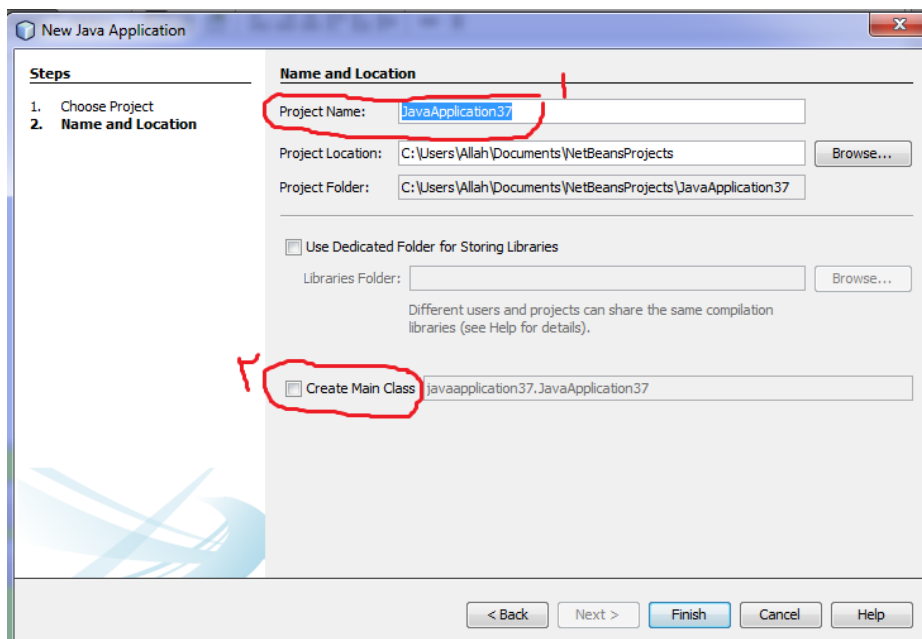 New Java Application
Steps
1. Choose Project
2. Name and Location
Name and Location
١
Project Name: JavaApplication37
Project Location: C:\Users\Allah\Documents\NetBeansProjects Browse...
Project Folder: C:\Users\Allah\Documents\NetBeansProjects\JavaApplication37
Use Dedicated Folder for Storing Libraries
Libraries Folder: Browse...
Different users and projects can share the same compilation
libraries (see Help for details).
٢ Create Main Class javaapplication37.JavaApplication37
< Back Next > Finish Cancel Help